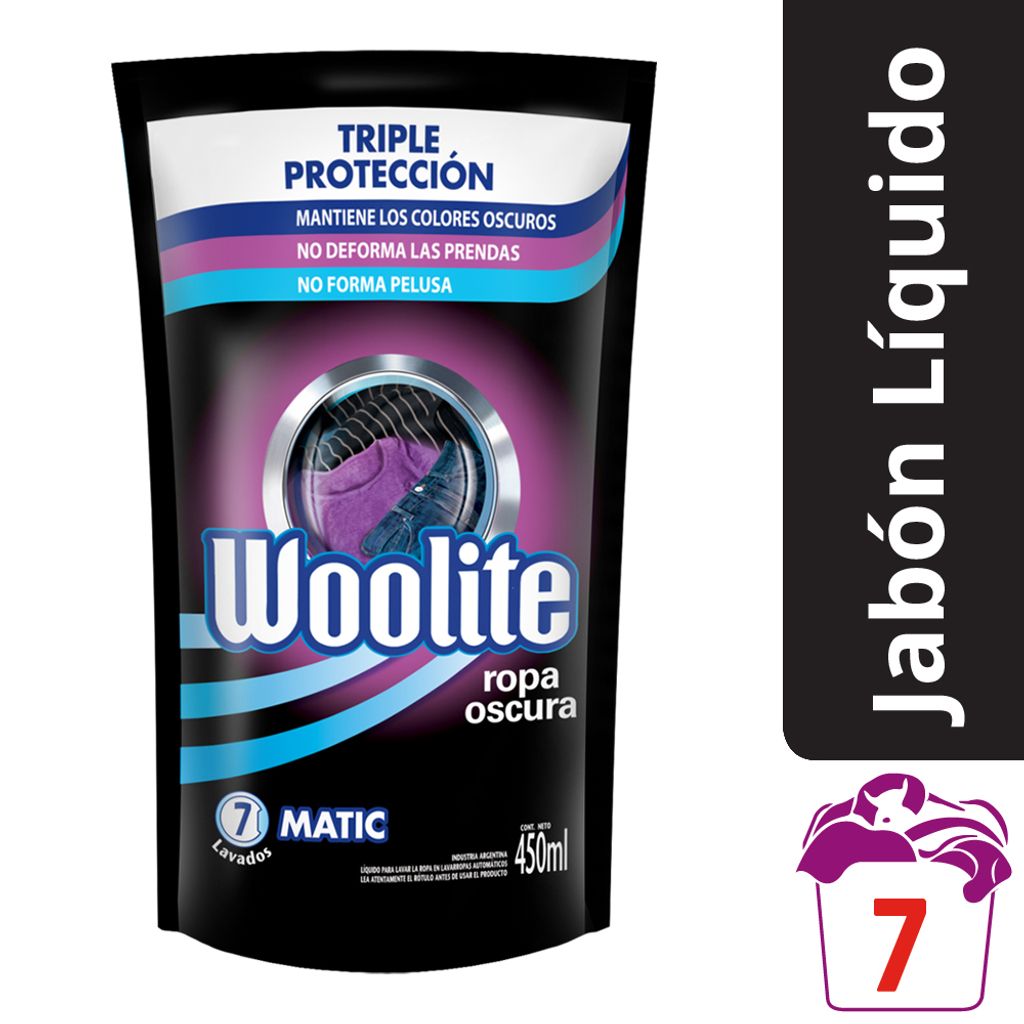 TRIPLE
PROTECCIÓN
MANTIENE LOS COLORES OSCUROS
NO DEFORMA LAS PRENDAS
NO FORMA PELUSA
Woolite
ropa
oscura
7
Lavados
MATIC
CONT. NETO
450ml
INDUSTRIA ARGENTINA
LÍQUIDO PARA LAVAR LA ROPA EN LAVARROPAS AUTOMÁTICOS
LEA ATENTAMENTE EL RÓTULO ANTES DE USAR EL PRODUCTO
Jabón Líquido
7